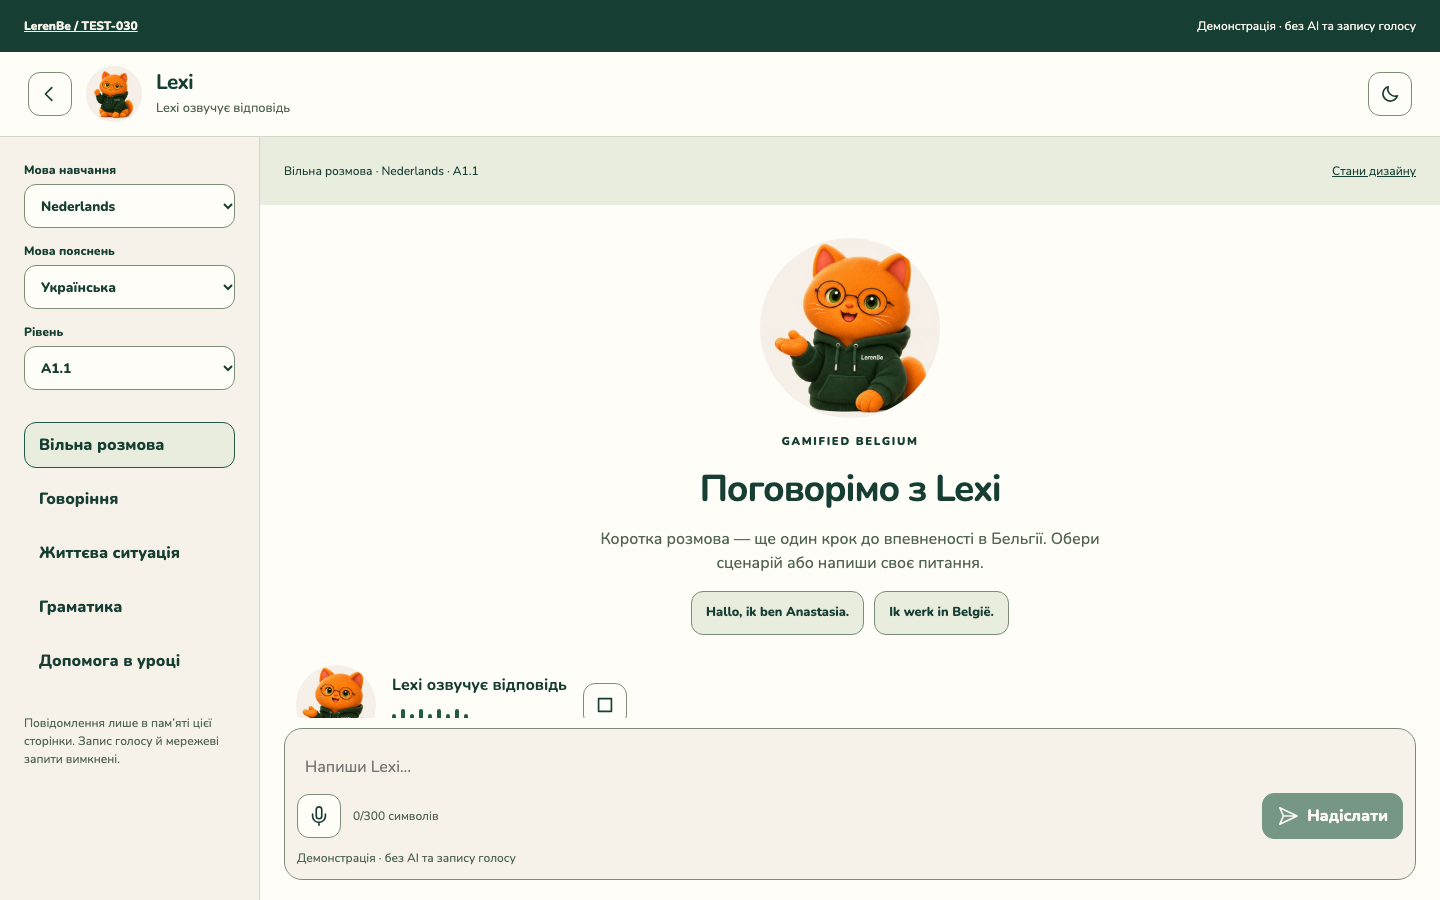 LerenBe / TEST-030
Демонстрація · без AI та запису голосу
Lexi
Lexi озвучує відповідь
Мова навчання
Nederlands
Мова пояснень
Українська
Рівень
A1.1
Вільна розмова
Говоріння
Життєва ситуація
Граматика
Допомога в уроці
Повідомлення лише в пам'яті цієї
сторінки. Запис голосу й мережеві
запити вимкнені.
Вільна розмова · Nederlands · A1.1
Стани дизайну
LerenBe
GAMIFIED BELGIUM
Поговорімо з Lexi
Коротка розмова — ще один крок до впевненості в Бельгії. Обери
сценарій або напиши своє питання.
Hallo, ik ben Anastasia.
Ik werk in België.
Lexi озвучує відповідь
Напиши Lexi...
0/300 символів
Надіслати
Демонстрація · без AI та запису голосу